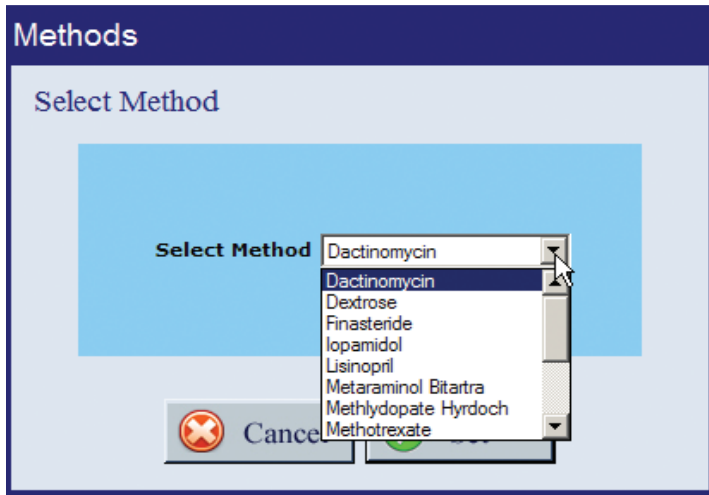 Methods
Select Method
Select Method Dactinomycin
Dactinomycin
Dextrose
Finasteride
Iopamidol
Lisinopril
Metaraminol Bitartra
Methlydopate Hyrdoch
Methotrexate
Cance